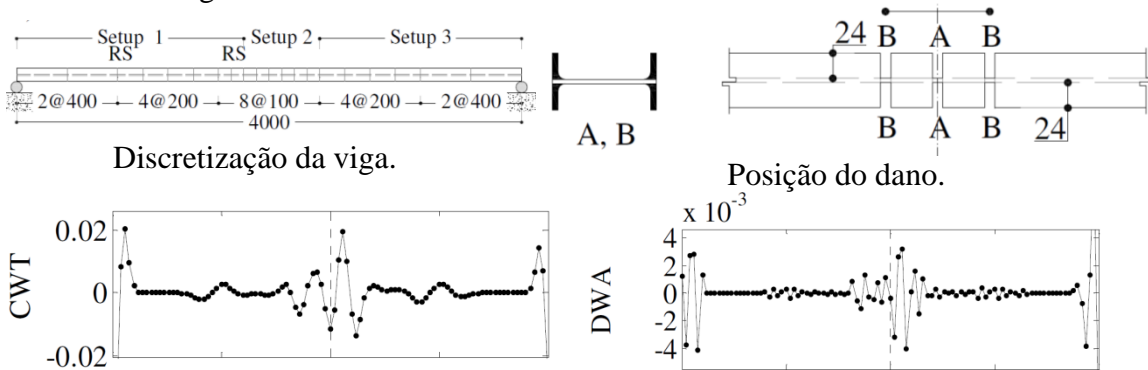 Setup 1 Setup 2 Setup 3
RS RS
2@400 4@200 8@100 4@200 2@400
4000
A, B
24 B A B
B A B 24
Discretização da viga.
Posição do dano.
0.02
0
-0.02
CWT
x 10-3
4
2
0
-2
-4
DWA